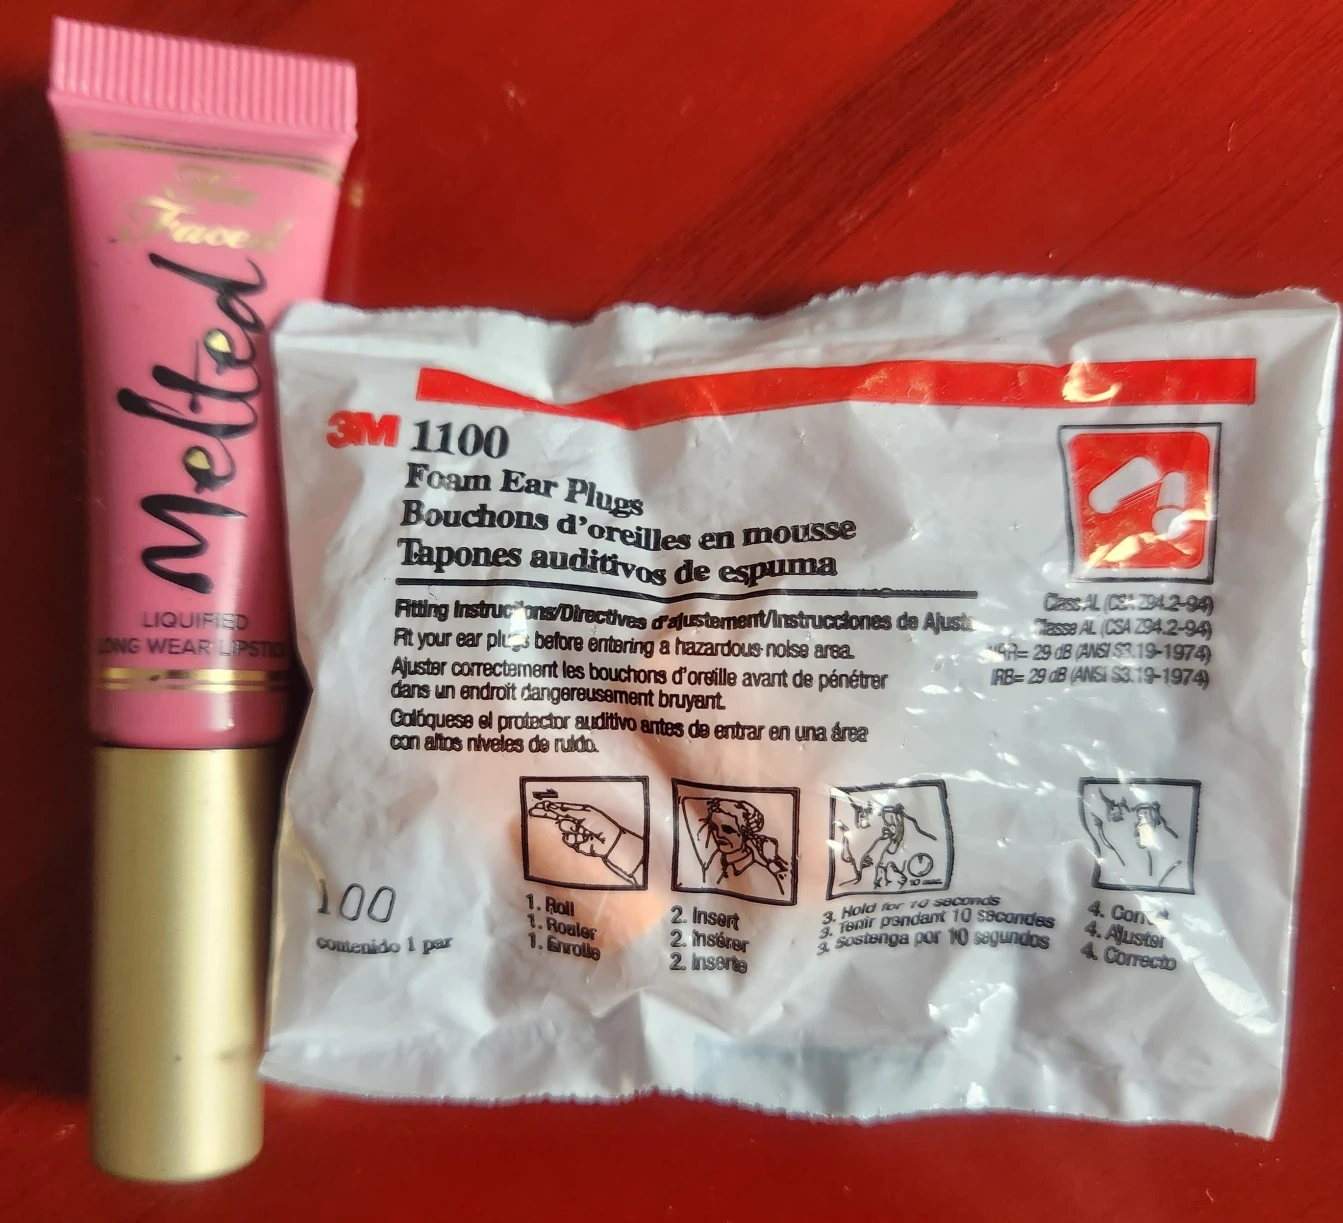 Too
Faced
Melted
LIQUIFIED
LONG WEAR LIPSTIC
3M 1100
Foam Ear Plugs
Bouchons d'oreilles en mousse
Tapones auditivos de espuma
Fitting Instructions/Directives d'ajustement/Instrucciones de Ajust
Fit your ear plugs before entering a hazardous noise area.
Ajuster correctement les bouchons d'oreille avant de pénétrer
dans un endroit dangereusement bruyant.
Colóquese el protector auditivo antes de entrar en una área
con altos niveles de ruido.
Class AL (CSA Z94.2-94)
Classe AL (CSA Z94.2-94)
NRR= 29 dB (ANSI S3.19-1974)
IRB= 29 dB (ANSI S3.19-1974)
1. Roll
1. Rouler
1. Enrolle
2. Insert
2. Insérer
2. Inserte
3. Hold for 10 seconds
3. Tenir pendant 10 secondes
3. Sostenga por 10 segundos
4. Correct
4. Ajuster
4. Correcto
100
contenido 1 par